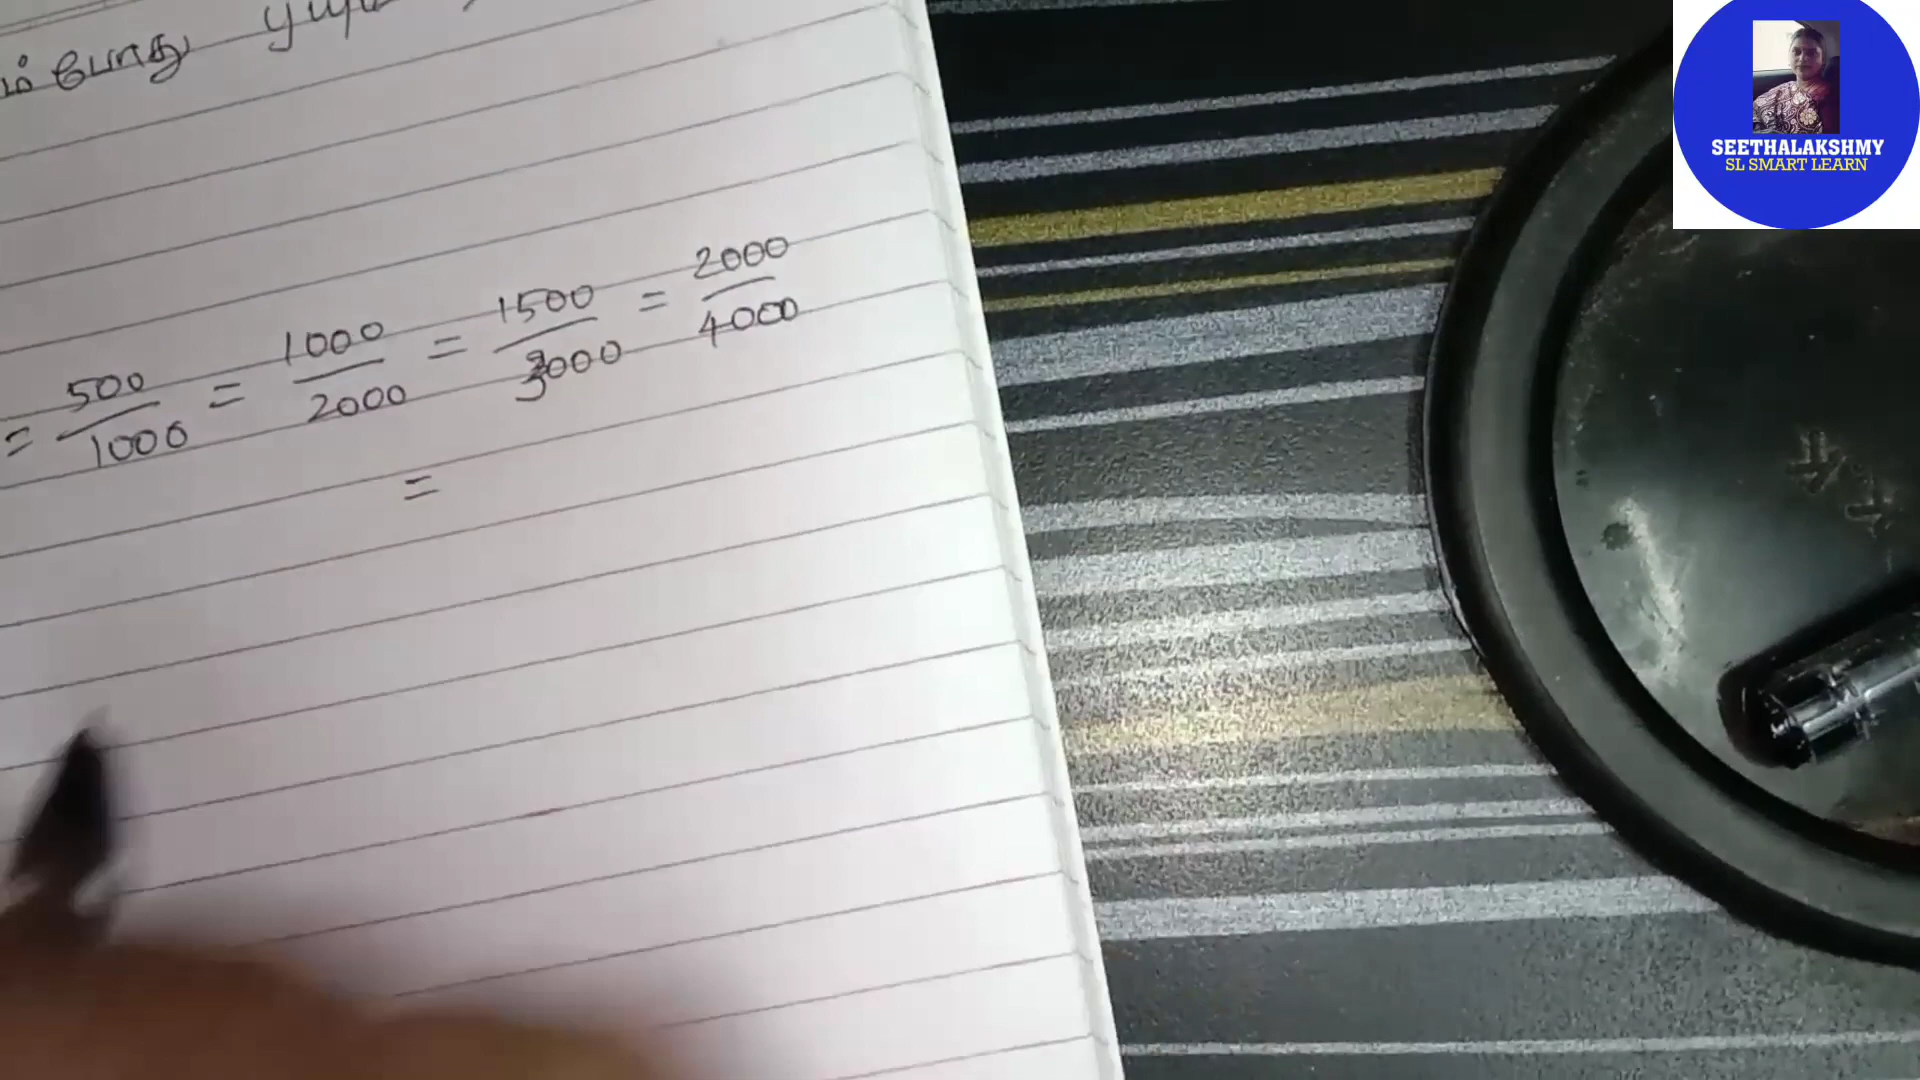 ம் போது
= 500/1000 = 1000/2000 = 1500/3000 = 2000/4000
=
SEETHALAKSHMY
SL SMART LEARN